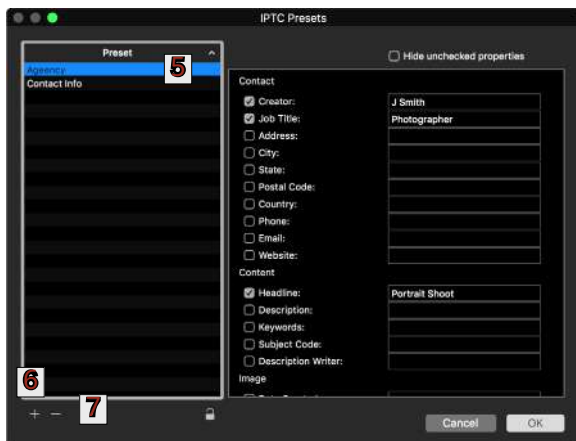 IPTC Presets
Preset
5
Ageency
Contact Info
6
7
Hide unchecked properties
Contact
Creator: J Smith
Job Title: Photographer
Address:
City:
State:
Postal Code:
Country:
Phone:
Email:
Website:
Content
Headline: Portrait Shoot
Description:
Keywords:
Subject Code:
Description Writer:
Image
Cancel OK